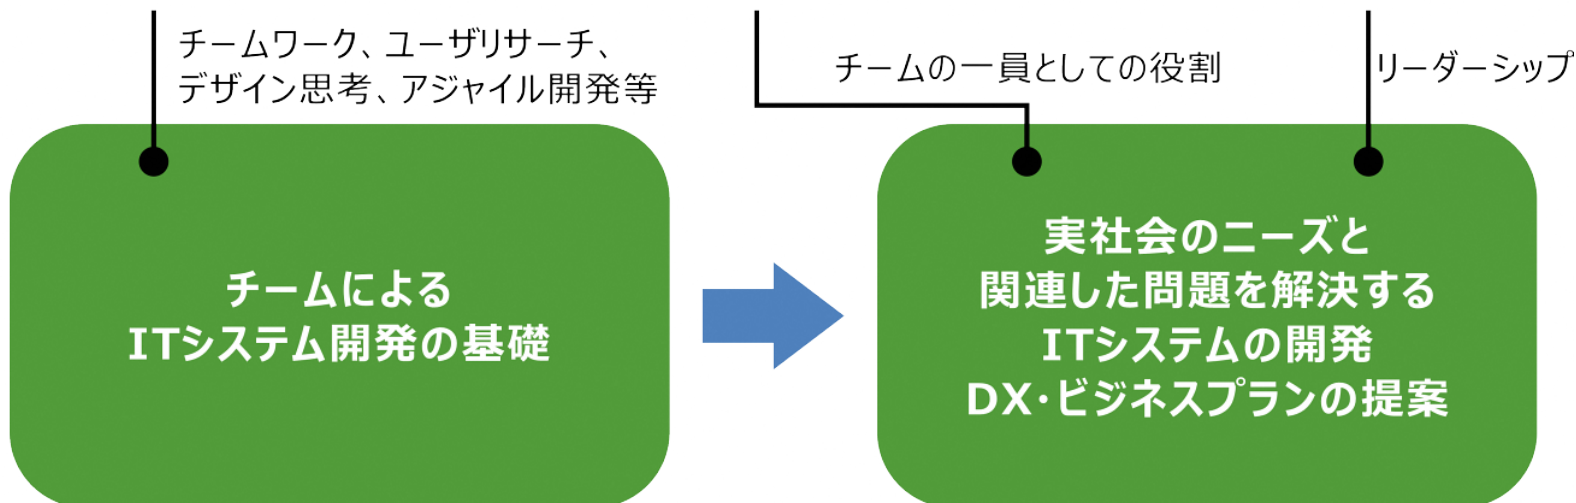 チームワーク、ユーザリサーチ、
デザイン思考、アジャイル開発等
チームの一員としての役割
リーダーシップ
チームによる
ITシステム開発の基礎
実社会のニーズと
関連した問題を解決する
ITシステムの開発
DX・ビジネスプランの提案